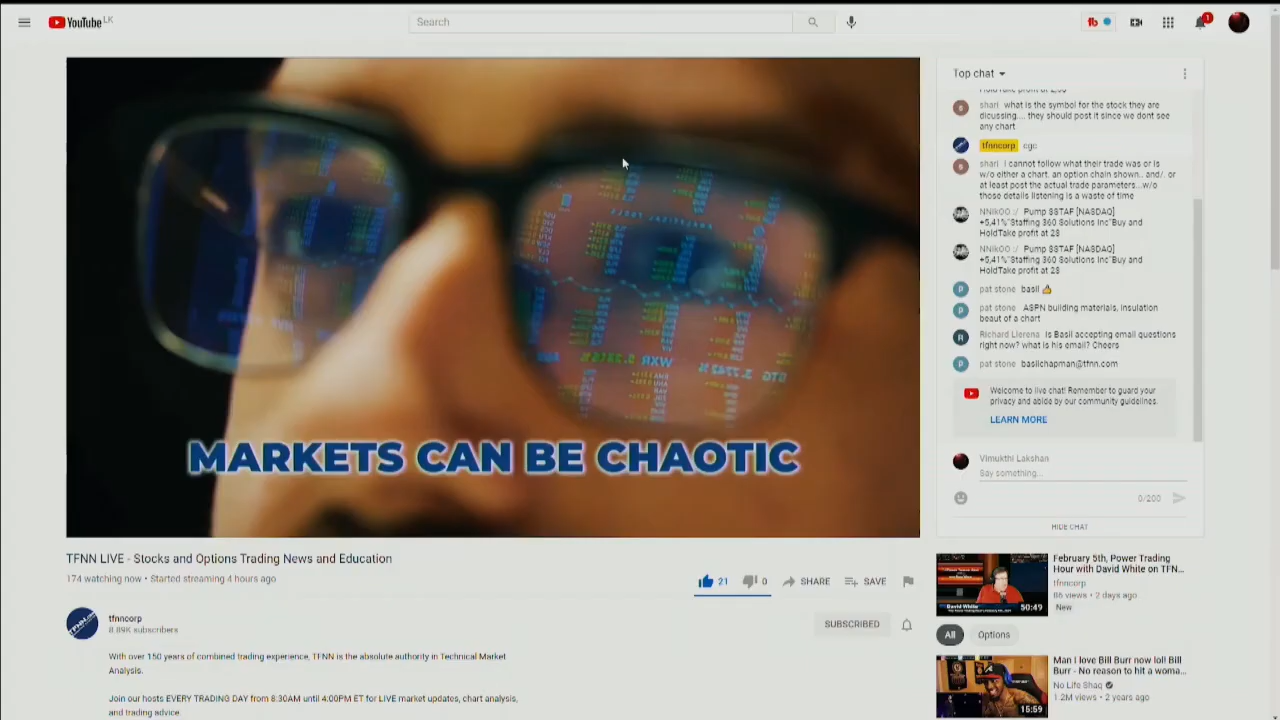 YouTube LK
Search
1
MARKETS CAN BE CHAOTIC
TFNN LIVE - Stocks and Options Trading News and Education
174 watching now • Started streaming 4 hours ago
21
0
SHARE
SAVE
tfnncorp
8.89K subscribers
SUBSCRIBED
With over 150 years of combined trading experience, TFNN is the absolute authority in Technical Market
Analysis.
Join our hosts EVERY TRADING DAY from 8:30AM until 4:00PM ET for LIVE market updates, chart analysis,
and trading advice
Top chat
shari what is the symbol for the stock they are
dicussing.... they should post it since we dont see
any chart
tfnncorp cgc
shari I cannot follow what their trade was or is
w/o either a chart. an option chain shown.. and/. or
at least post the actual trade parameters...w/o
those details listening is a waste of time
NNikOO :/ Pump $STAF [NASDAQ]
+5,41%"Staffing 360 Solutions Inc"Buy and
HoldTake profit at 2$
NNikOO :/ Pump $STAF [NASDAQ]
+5,41%"Staffing 360 Solutions Inc"Buy and
HoldTake profit at 2$
pat stone basil 👍
pat stone ASPN building materials, insulation
beaut of a chart
Richard Llerena Is Basil accepting email questions
right now? what is his email? Cheers
pat stone basilchapman@tfnn.com
Welcome to live chat! Remember to guard your
privacy and abide by our community guidelines.
LEARN MORE
Vimukthi Lakshan
Say something...
0/200
HIDE CHAT
50:49
February 5th, Power Trading
Hour with David White on TFN...
tfnncorp
86 views • 2 days ago
New
All
Options
15:59
Man I love Bill Burr now lol! Bill
Burr - No reason to hit a woma...
No Life Shaq
1.2M views • 2 years ago